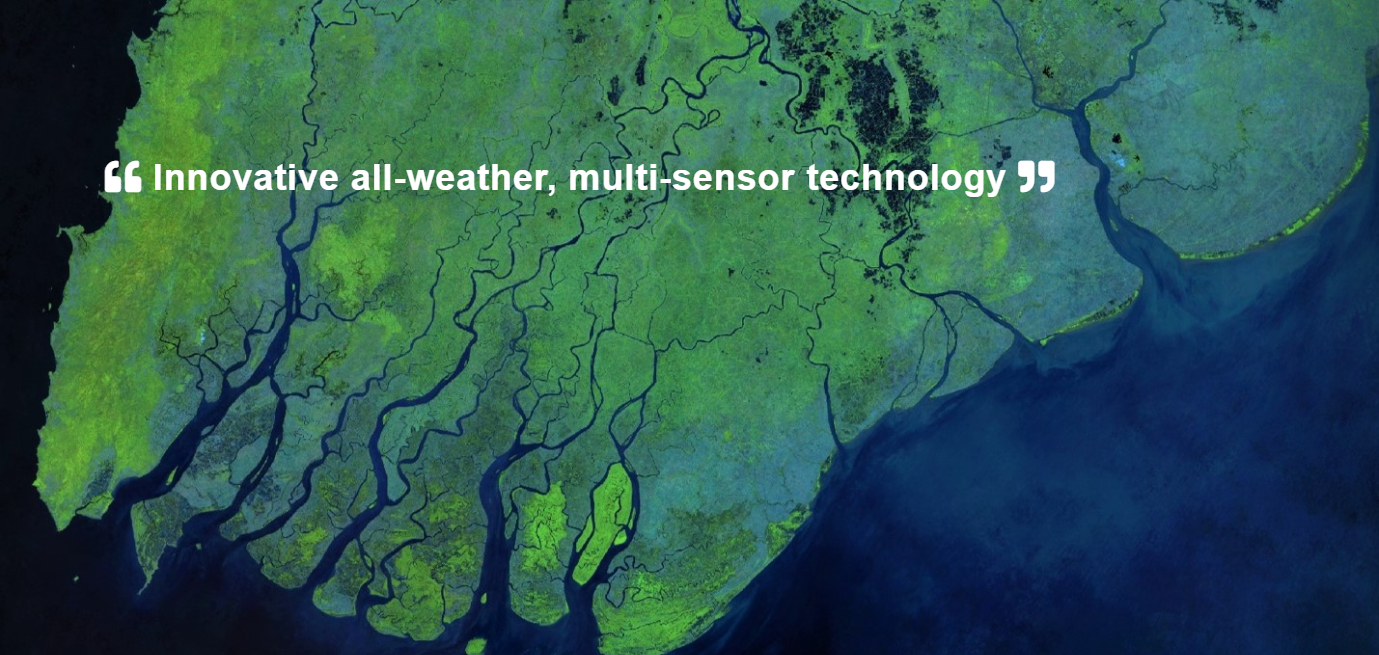 ❝ Innovative all-weather, multi-sensor technology ❞